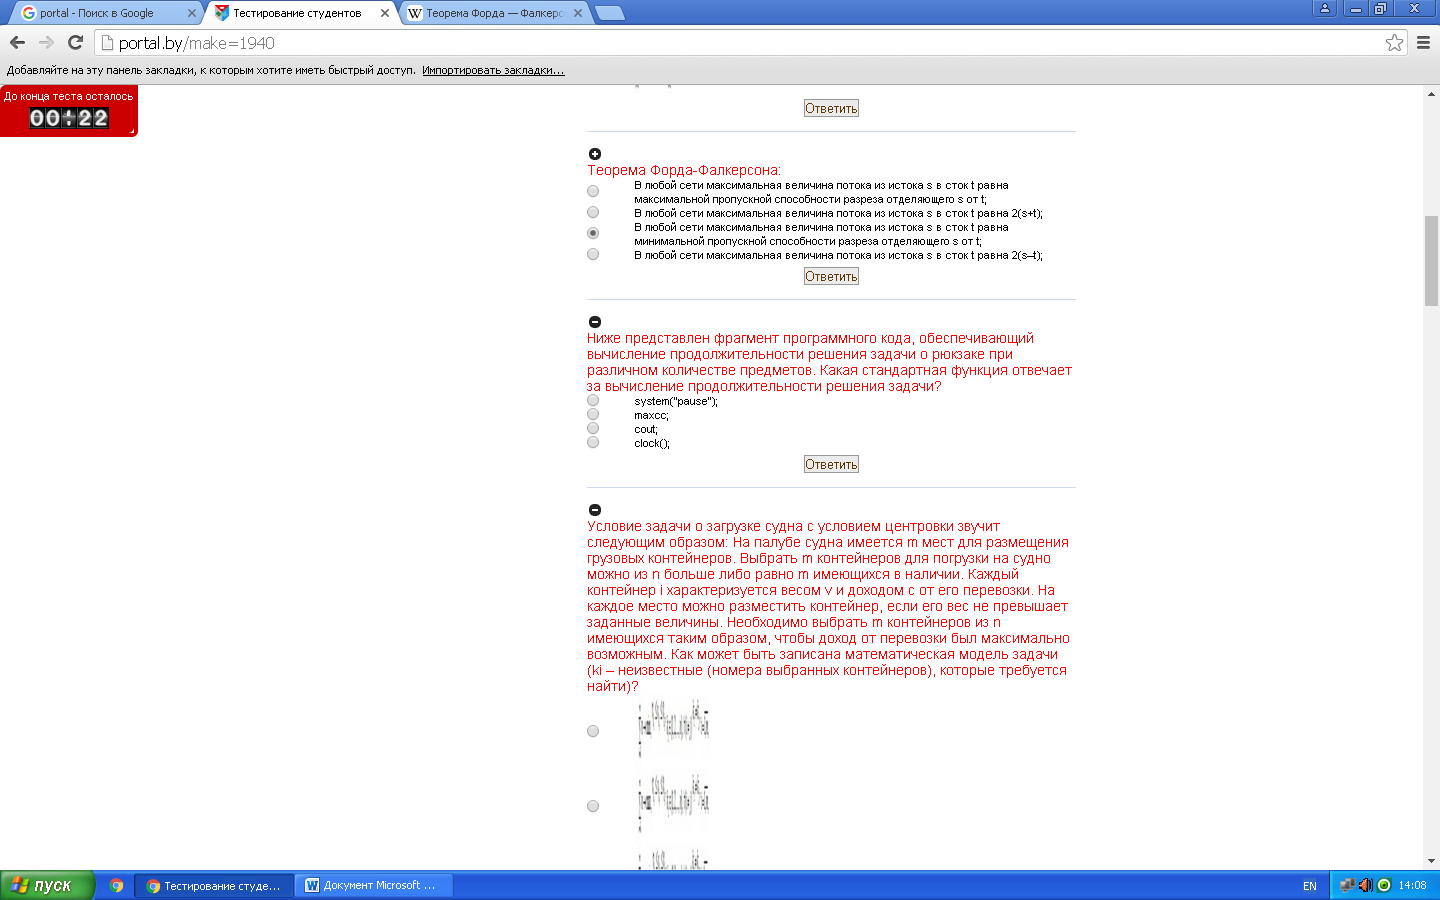 portal - Поиск в Google
Тестирование студентов
Теорема Форда — Фалкерс
portal.by/make=1940
Добавляйте на эту панель закладки, к которым хотите иметь быстрый доступ. Импортировать закладки...
До конца теста осталось
00:22
Ответить
Теорема Форда-Фалкерсона:
В любой сети максимальная величина потока из истока s в сток t равна
максимальной пропускной способности разреза отделяющего s от t;
В любой сети максимальная величина потока из истока s в сток t равна 2(s+t);
В любой сети максимальная величина потока из истока s в сток t равна
минимальной пропускной способности разреза отделяющего s от t;
В любой сети максимальная величина потока из истока s в сток t равна 2(s–t);
Ответить
Ниже представлен фрагмент программного кода, обеспечивающий
вычисление продолжительности решения задачи о рюкзаке при
различном количестве предметов. Какая стандартная функция отвечает
за вычисление продолжительности решения задачи?
system("pause");
maxcc;
cout;
clock();
Ответить
Условие задачи о загрузке судна с условием центровки звучит
следующим образом: На палубе судна имеется m мест для размещения
грузовых контейнеров. Выбрать m контейнеров для погрузки на судно
можно из n больше либо равно m имеющихся в наличии. Каждый
контейнер i характеризуется весом v и доходом c от его перевозки. На
каждое место можно разместить контейнер, если его вес не превышает
заданные величины. Необходимо выбрать m контейнеров из n
имеющихся таким образом, чтобы доход от перевозки был максимально
возможным. Как может быть записана математическая модель задачи
(ki – неизвестные (номера выбранных контейнеров), которые требуется
найти)?
пуск
Тестирование студе...
Документ Microsoft ...
EN
14:08